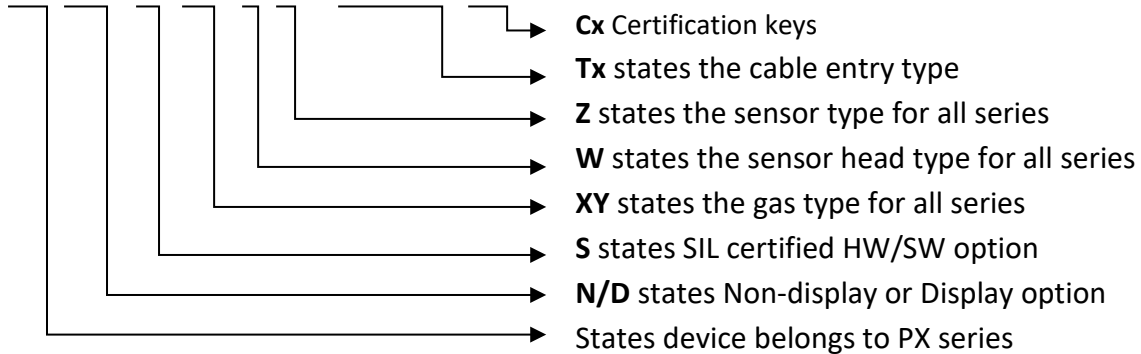 Cx Certification keys
Tx states the cable entry type
Z states the sensor type for all series
W states the sensor head type for all series
XY states the gas type for all series
S states SIL certified HW/SW option
N/D states Non-display or Display option
States device belongs to PX series